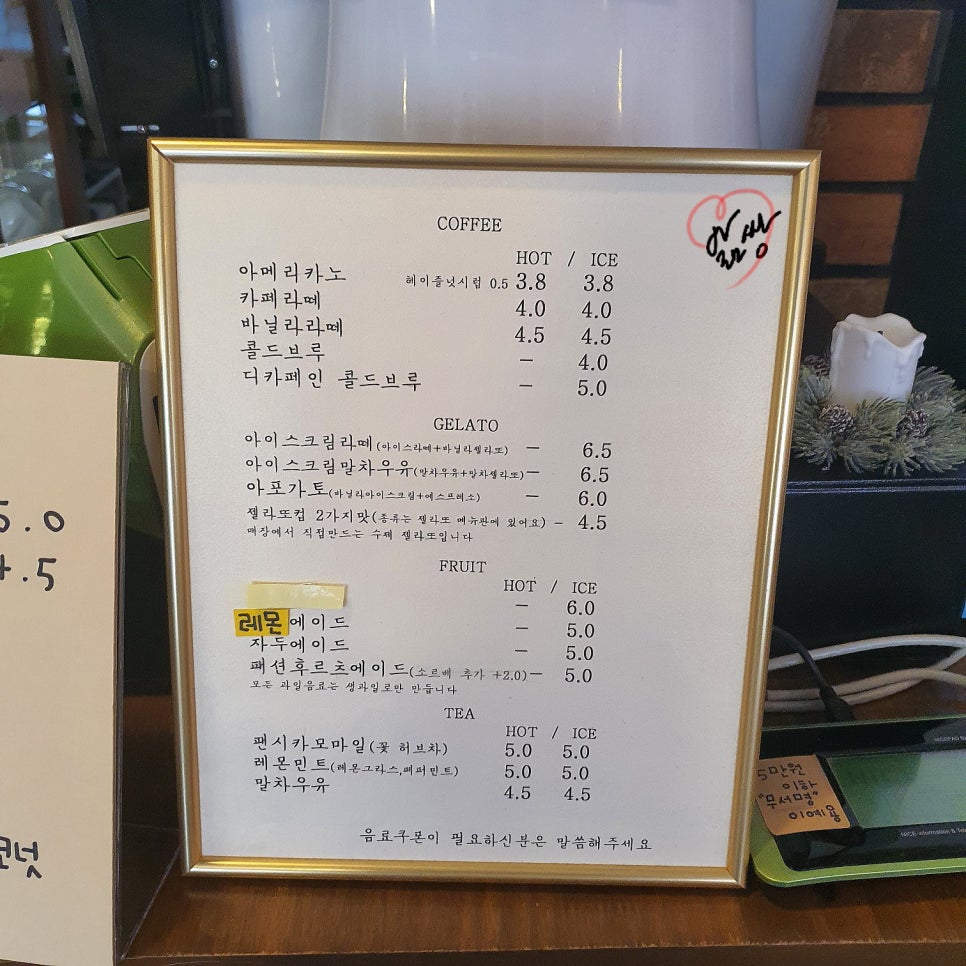 COFFEE
HOT / ICE
아메리카노 헤이즐넛시럽 0.5 3.8 3.8
카페라떼 4.0 4.0
바닐라라떼 4.5 4.5
콜드브루 - 4.0
디카페인 콜드브루 - 5.0
GELATO
아이스크림라떼(아이스라떼+바닐라젤라또) - 6.5
아이스크림말차우유(말차우유+말차젤라또) - 6.5
아포가토(바닐라아이스크림+에스프레소) - 6.0
젤라또컵 2가지맛(종류는 젤라또 메뉴판에 있어요) - 4.5
매장에서 직접만드는 수제 젤라또입니다
FRUIT
HOT / ICE
- 6.0
레몬에이드 - 5.0
자두에이드 - 5.0
패션후르츠에이드(소르베 추가 +2.0) - 5.0
모든 과일음료는 생과일로만 만듭니다
TEA
HOT / ICE
팬시카모마일(꽃 허브차) 5.0 5.0
레몬민트(레몬그라스,페퍼민트) 5.0 5.0
말차우유 4.5 4.5
음료쿠폰이 필요하신분은 말씀해주세요
5.0
4.5
코넛
5만원
이하
"무서명"
이예용
NICE information &